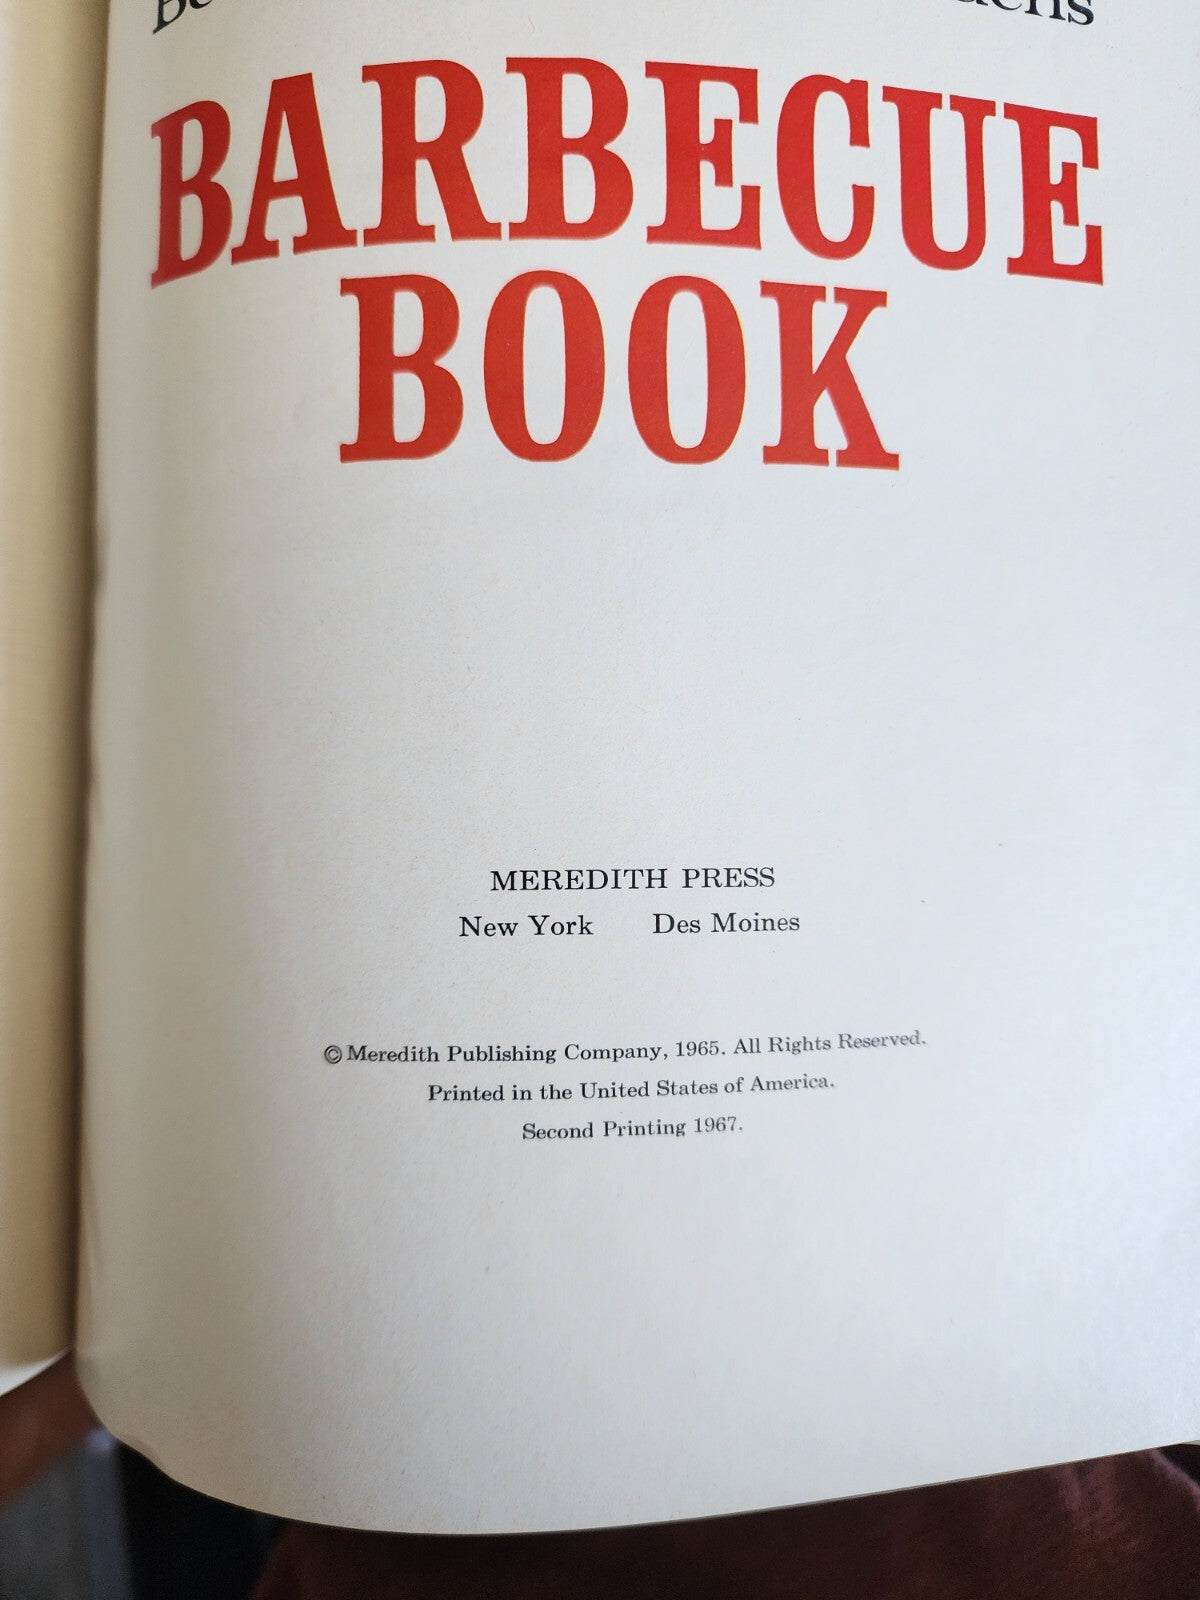 BARBECUE
BOOK
MEREDITH PRESS
New York Des Moines
© Meredith Publishing Company, 1965. All Rights Reserved.
Printed in the United States of America.
Second Printing 1967.